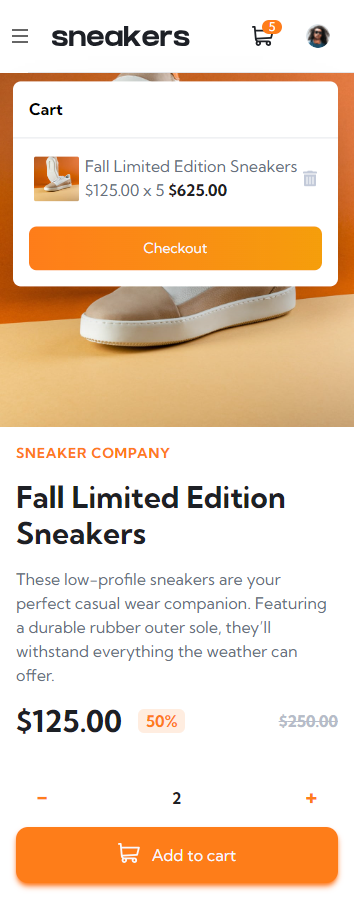 sneakers
5
Cart
Fall Limited Edition Sneakers
$125.00 x 5 $625.00
Checkout
SNEAKER COMPANY
Fall Limited Edition
Sneakers
These low-profile sneakers are your
perfect casual wear companion. Featuring
a durable rubber outer sole, they’ll
withstand everything the weather can
offer.
$125.00 50% $250.00
− 2 +
Add to cart